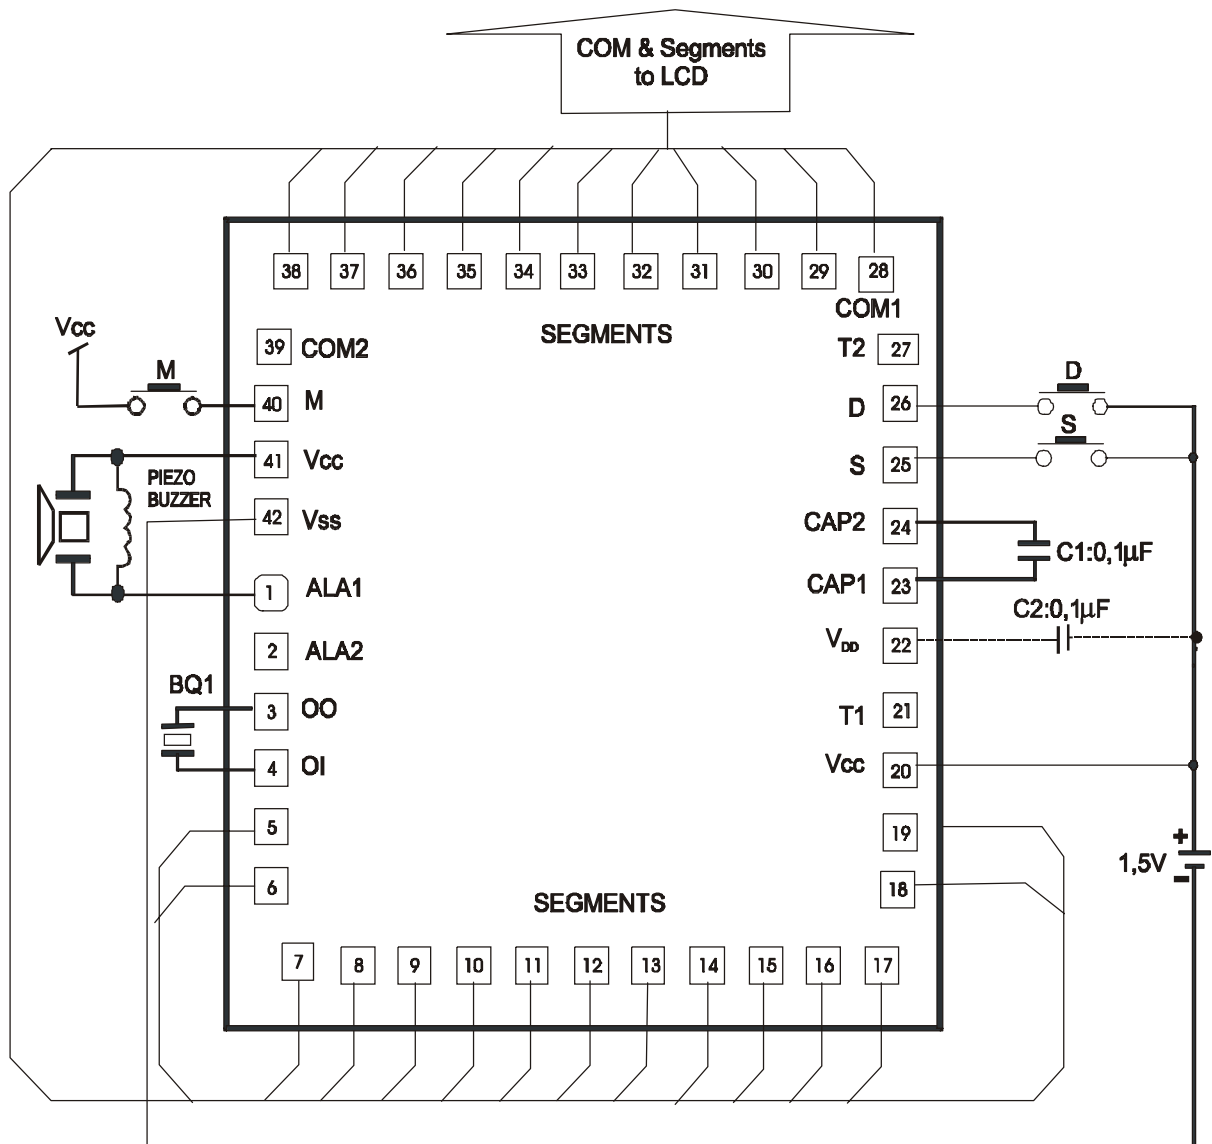 COM & Segments
to LCD
38 37 36 35 34 33 32 31 30 29 28
COM1
SEGMENTS
Vcc
39 COM2
T2 27
M
40 M
D 26
D
S
41 Vcc
S 25
PIEZO
BUZZER
42 Vss
CAP2 24
C1:0,1µF
1 ALA1
CAP1 23
C2:0,1µF
2 ALA2
VDD 22
BQ1
3 OO
T1 21
4 OI
Vcc 20
5
19
+
1,5V
-
6
18
SEGMENTS
7 8 9 10 11 12 13 14 15 16 17